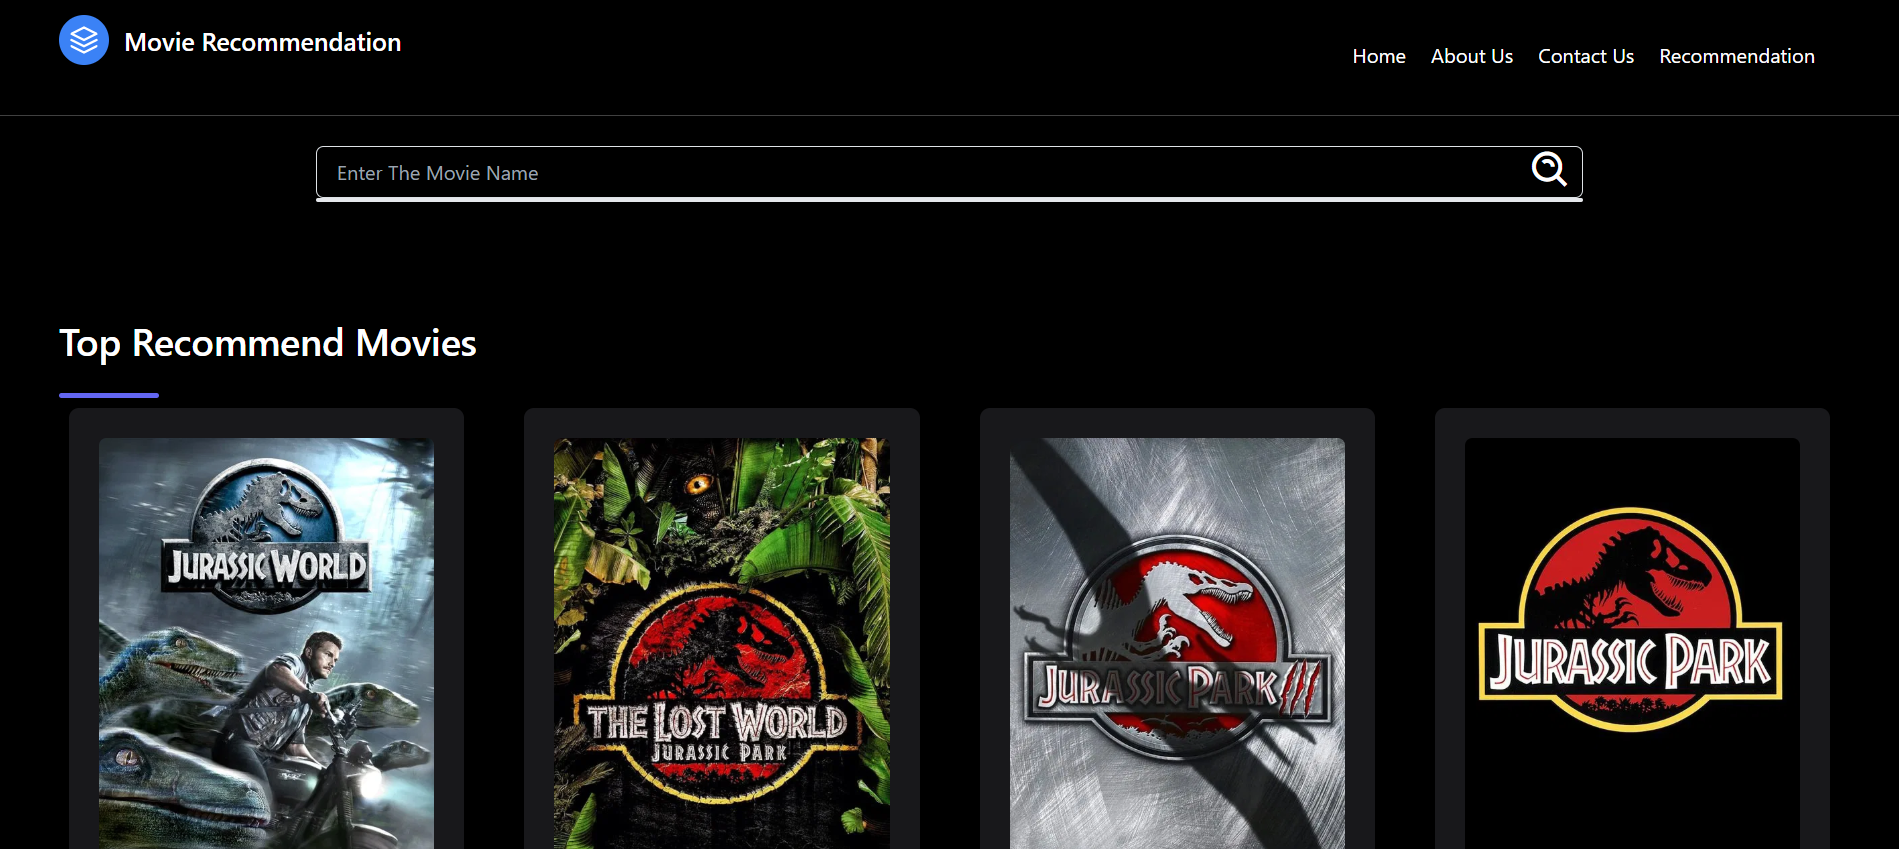 Movie Recommendation
Home About Us Contact Us Recommendation
Enter The Movie Name
Top Recommend Movies
JURASSIC WORLD
THE LOST WORLD
JURASSIC PARK
JURASSIC PARK III
JURASSIC PARK